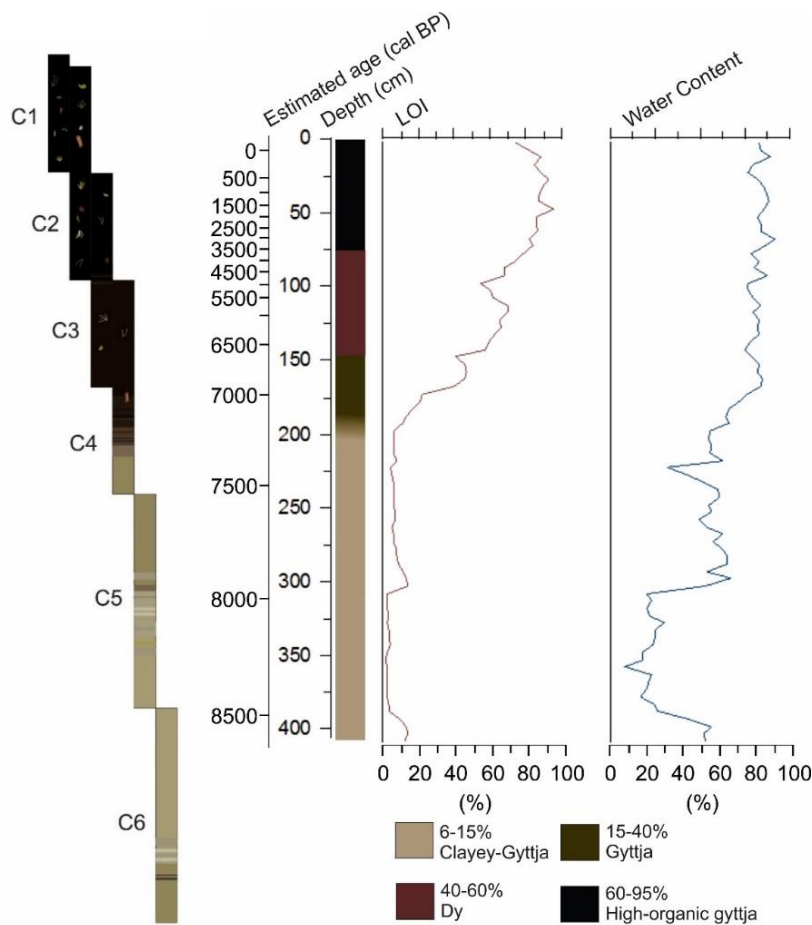 Estimated age (cal BP)
Depth (cm)
LOI
Water Content
C1
C2
C3
C4
C5
C6
0
500
1500
2500
3500
4500
5500
6500
7000
7500
8000
8500
0
50
100
150
200
250
300
350
400
0 20 40 60 80 100
(%)
0 20 40 60 80 100
(%)
6-15%
Clayey-Gyttja
15-40%
Gyttja
40-60%
Dy
60-95%
High-organic gyttja